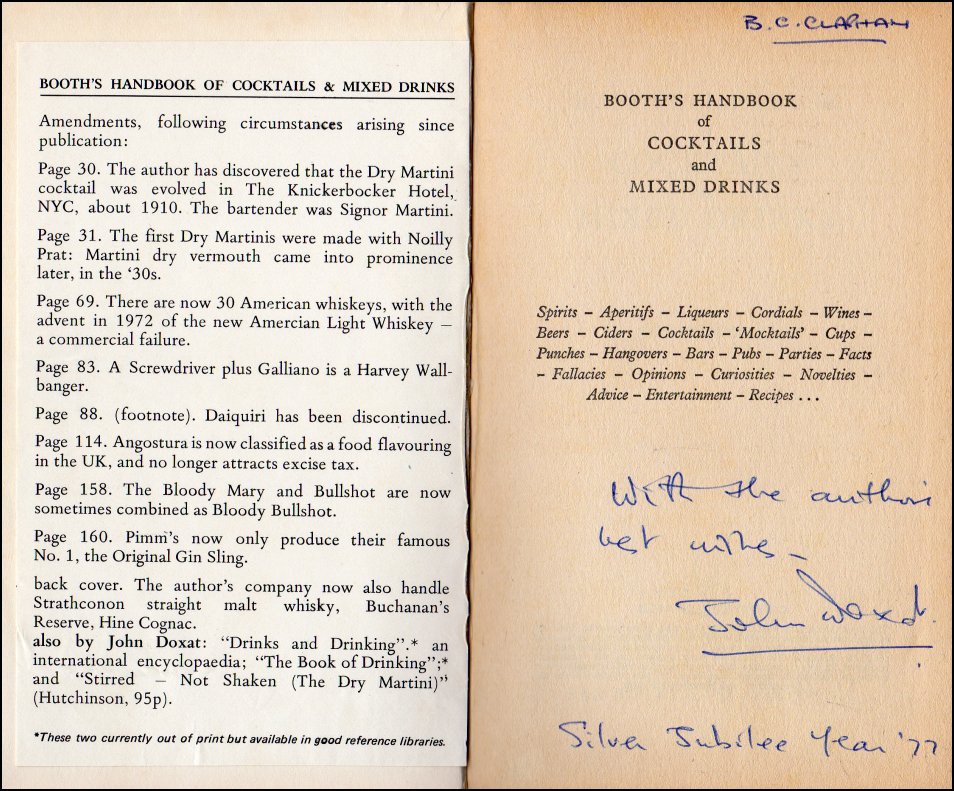 BOOTH'S HANDBOOK OF COCKTAILS & MIXED DRINKS
Amendments, following circumstances arising since
publication:
Page 30. The author has discovered that the Dry Martini
cocktail was evolved in The Knickerbocker Hotel,
NYC, about 1910. The bartender was Signor Martini.
Page 31. The first Dry Martinis were made with Noilly
Prat: Martini dry vermouth came into prominence
later, in the '30s.
Page 69. There are now 30 American whiskeys, with the
advent in 1972 of the new Amercian Light Whiskey –
a commercial failure.
Page 83. A Screwdriver plus Galliano is a Harvey Wall-
banger.
Page 88. (footnote). Daiquiri has been discontinued.
Page 114. Angostura is now classified as a food flavouring
in the UK, and no longer attracts excise tax.
Page 158. The Bloody Mary and Bullshot are now
sometimes combined as Bloody Bullshot.
Page 160. Pimm's now only produce their famous
No. 1, the Original Gin Sling.
back cover. The author's company now also handle
Strathconon straight malt whisky, Buchanan's
Reserve, Hine Cognac.
also by John Doxat: "Drinks and Drinking".* an
international encyclopaedia; "The Book of Drinking";*
and "Stirred – Not Shaken (The Dry Martini)"
(Hutchinson, 95p).
*These two currently out of print but available in good reference libraries.
B. C. CLAPHAM
BOOTH'S HANDBOOK
of
COCKTAILS
and
MIXED DRINKS
Spirits – Aperitifs – Liqueurs – Cordials – Wines –
Beers – Ciders – Cocktails – 'Mocktails' – Cups –
Punches – Hangovers – Bars – Pubs – Parties – Facts
– Fallacies – Opinions – Curiosities – Novelties –
Advice – Entertainment – Recipes . . .
With the author's
best wishes –
John Doxat.
Silver Jubilee Year '77